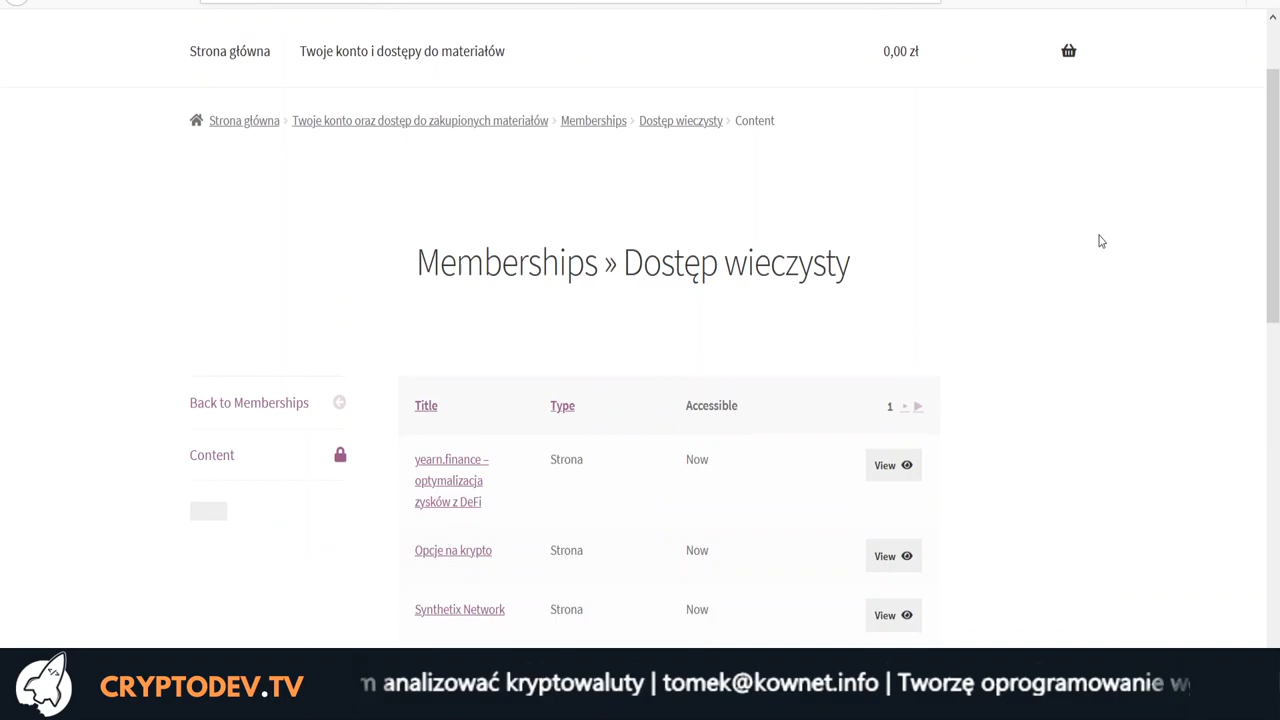 Strona główna
Twoje konto i dostępy do materiałów
0,00 zł
Strona główna › Twoje konto oraz dostęp do zakupionych materiałów › Memberships › Dostęp wieczysty › Content
Memberships » Dostęp wieczysty
Back to Memberships
Content
Title Type Accessible 1
yearn.finance – Strona Now View
optymalizacja
zysków z DeFi
Opcje na krypto Strona Now View
Synthetix Network Strona Now View
CRYPTODEV.TV
m analizować kryptowaluty | tomek@kownet.info | Tworzę oprogramowanie w